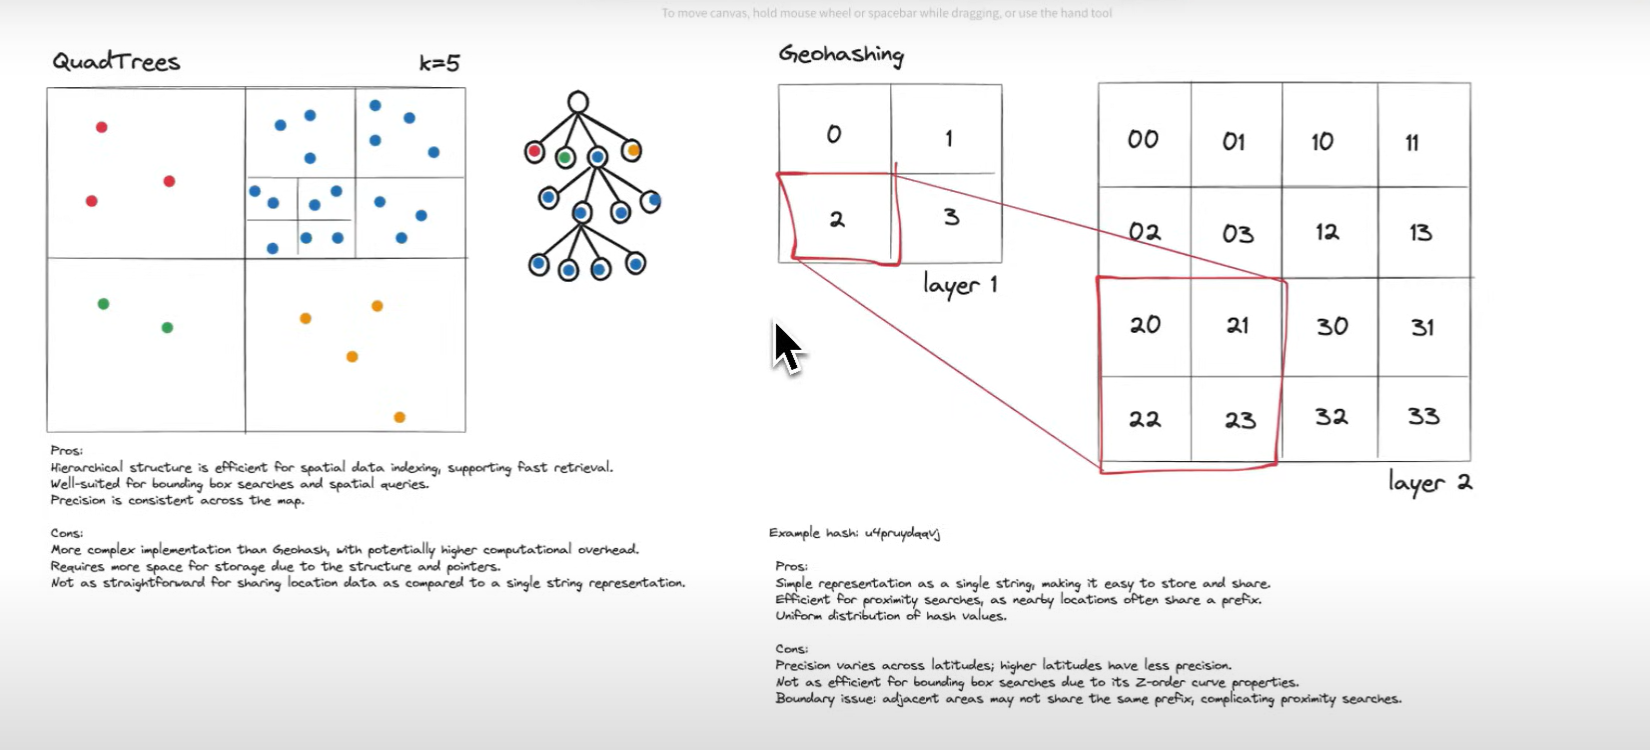 To move canvas, hold mouse wheel or spacebar while dragging, or use the hand tool
QuadTrees
k=5
Pros:
Hierarchical structure is efficient for spatial data indexing, supporting fast retrieval.
Well-suited for bounding box searches and spatial queries.
Precision is consistent across the map.
Cons:
More complex implementation than Geohash, with potentially higher computational overhead.
Requires more space for storage due to the structure and pointers.
Not as straightforward for sharing location data as compared to a single string representation.
Geohashing
0 1
2 3
layer 1
00 01 10 11
02 03 12 13
20 21 30 31
22 23 32 33
layer 2
Example hash: u4pruydqqvj
Pros:
Simple representation as a single string, making it easy to store and share.
Efficient for proximity searches, as nearby locations often share a prefix.
Uniform distribution of hash values.
Cons:
Precision varies across latitudes; higher latitudes have less precision.
Not as efficient for bounding box searches due to its Z-order curve properties.
Boundary issue: adjacent areas may not share the same prefix, complicating proximity searches.